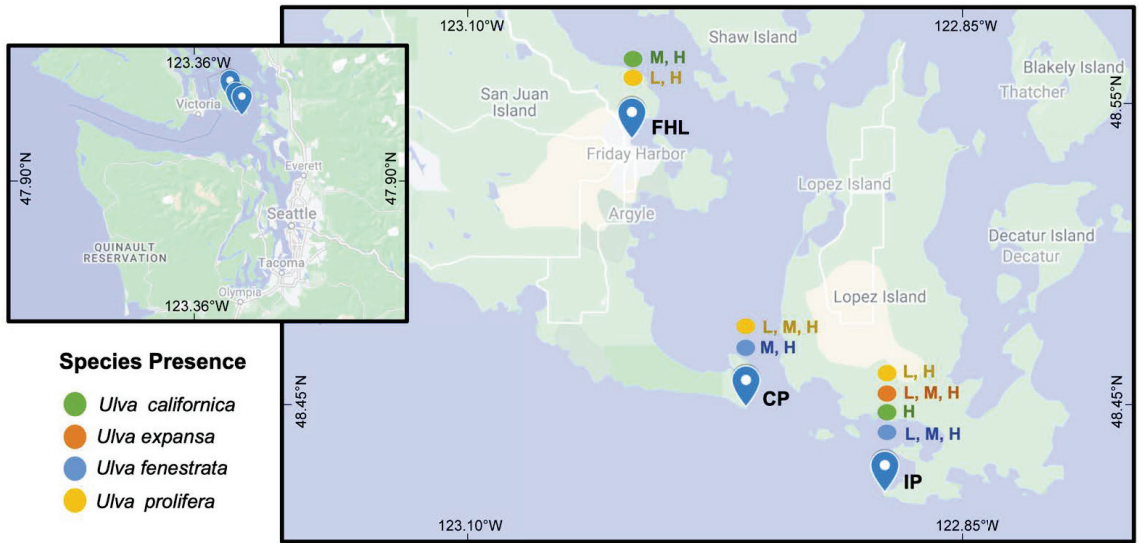 123.36°W
Victoria
47.90°N
47.90°N
Everett
Seattle
QUINAULT
RESERVATION
Tacoma
Olympia
123.36°W
Species Presence
Ulva californica
Ulva expansa
Ulva fenestrata
Ulva prolifera
123.10°W
122.85°W
Shaw Island
M, H
L, H
Blakely Island
Thatcher
San Juan
Island
48.55°N
FHL
Friday Harbor
Lopez Island
Argyle
Decatur Island
Decatur
Lopez Island
L, M, H
M, H
L, H
L, M, H
H
L, M, H
48.45°N
48.45°N
CP
IP
123.10°W
122.85°W